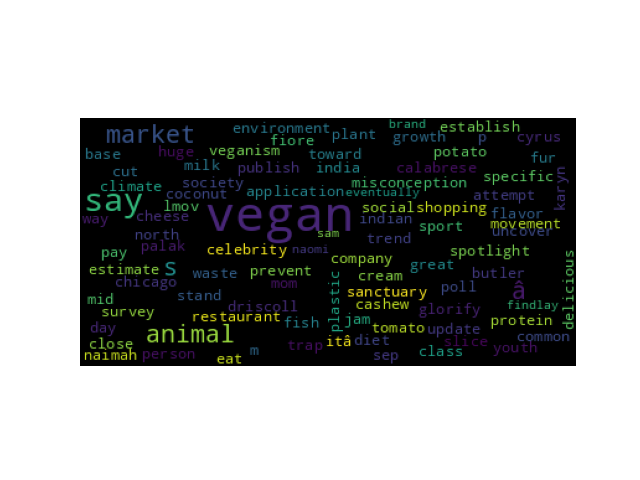 brand establish
market environment fiore plant growth p cyrus
base huge veganism toward potato fur
cut milk publish india calabrese specific karyn
climate society misconception
coconut application eventually attempt
say lmov vegan social shopping flavor
way cheese indian sport movement
north sam trend uncover
palak celebrity naomi spotlight
pay company
estimate s waste prevent cream great butler delicious
chicago mom plastic sanctuary poll â
mid stand driscoll cashew glorify findlay
survey restaurant fish jam protein
day animal tomato update
close trap itâ diet slice common
naimah person m sep class youth
eat